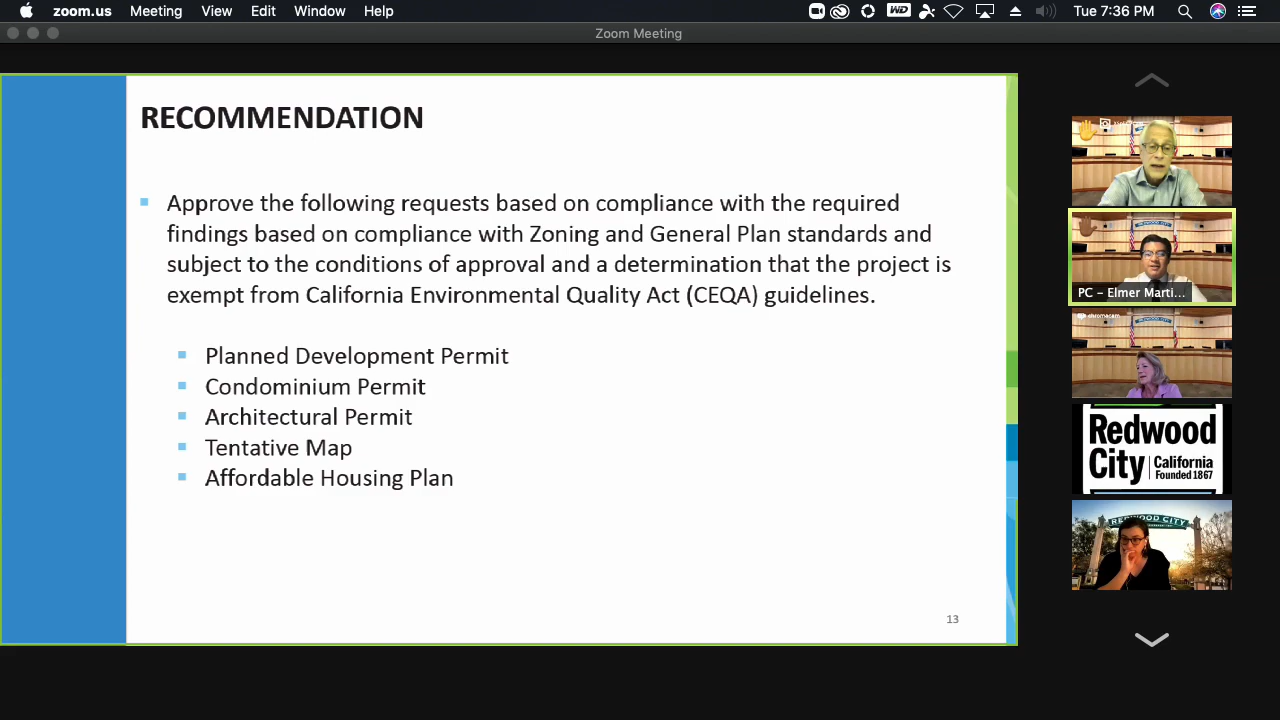 zoom.us Meeting View Edit Window Help
WD
Tue 7:36 PM
Zoom Meeting
RECOMMENDATION
Approve the following requests based on compliance with the required
findings based on compliance with Zoning and General Plan standards and
subject to the conditions of approval and a determination that the project is
exempt from California Environmental Quality Act (CEQA) guidelines.
Planned Development Permit
Condominium Permit
Architectural Permit
Tentative Map
Affordable Housing Plan
13
PC - Elmer Marti...
chromacam
Redwood
City
California
Founded 1867
REDWOOD CITY